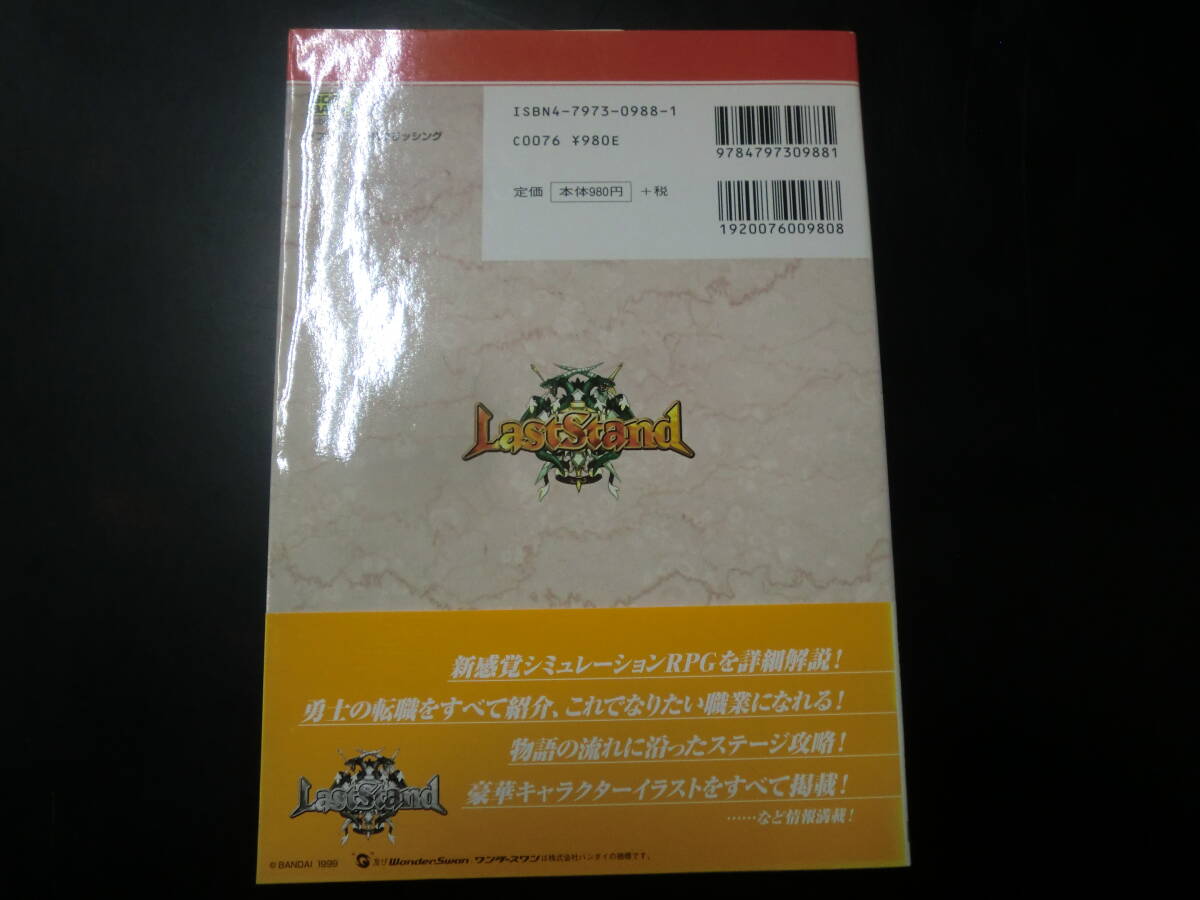 ISBN4-7973-0988-1
C0076 ¥980E
9784797309881
定価 本体980円 +税
1920076009808
LastStand
新感覚シミュレーションRPGを詳細解説!
勇士の転職をすべて紹介、これでなりたい職業になれる!
物語の流れに沿ったステージ攻略!
豪華キャラクターイラストをすべて掲載!
……など情報満載!
LastStand
© BANDAI 1999
及び WonderSwan ワンダースワンは株式会社バンダイの商標です。